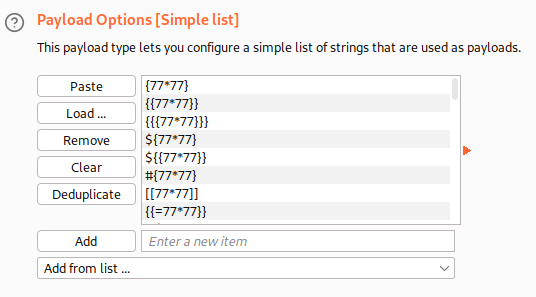 Payload Options [Simple list]
This payload type lets you configure a simple list of strings that are used as payloads.
Paste
Load ...
Remove
Clear
Deduplicate
{77*77}
{{77*77}}
{{{77*77}}}
${77*77}
${{77*77}}
#{77*77}
[[77*77]]
{{=77*77}}
Add
Enter a new item
Add from list ...